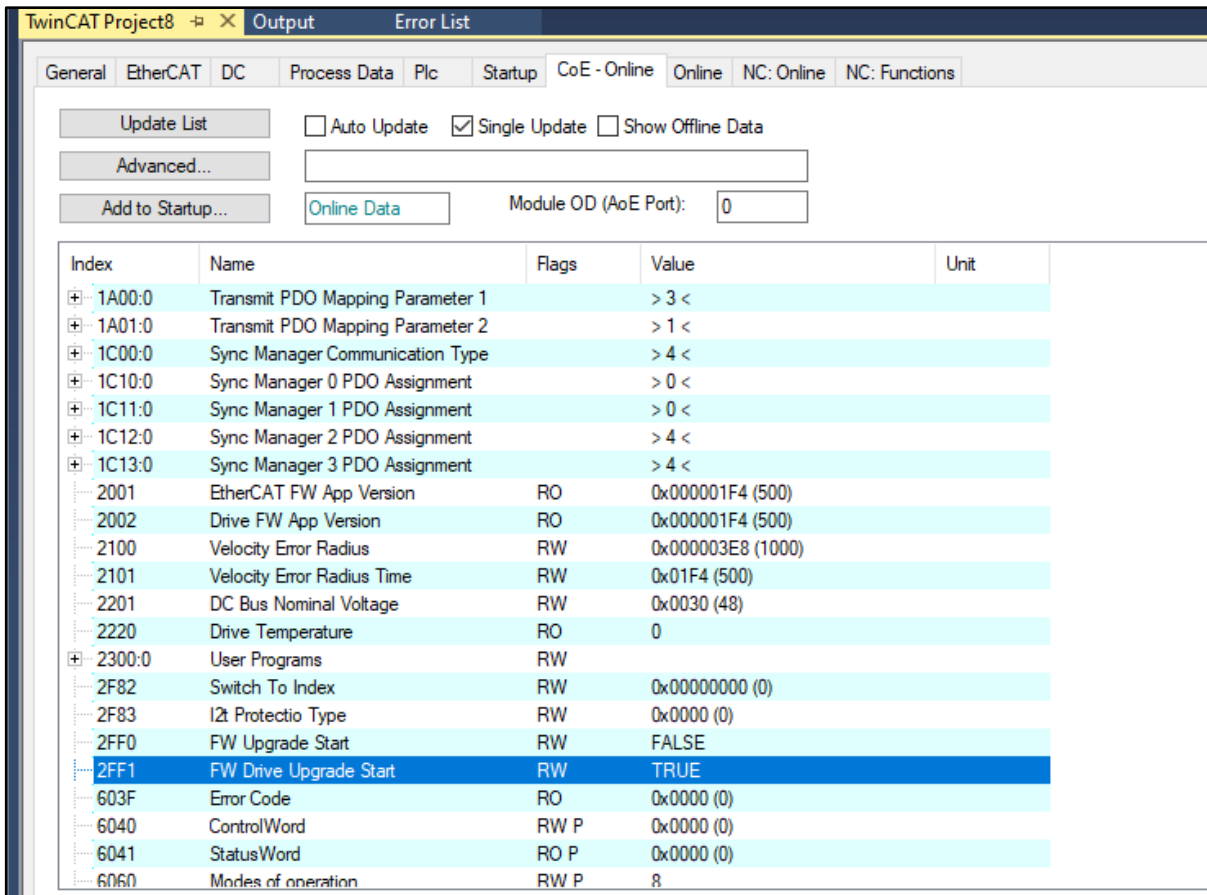 TwinCAT Project8 Output Error List
General EtherCAT DC Process Data Plc Startup CoE - Online Online NC: Online NC: Functions
Update List Auto Update Single Update Show Offline Data
Advanced...
Add to Startup... Online Data Module OD (AoE Port): 0
Index Name Flags Value Unit
1A00:0 Transmit PDO Mapping Parameter 1 > 3 <
1A01:0 Transmit PDO Mapping Parameter 2 > 1 <
1C00:0 Sync Manager Communication Type > 4 <
1C10:0 Sync Manager 0 PDO Assignment > 0 <
1C11:0 Sync Manager 1 PDO Assignment > 0 <
1C12:0 Sync Manager 2 PDO Assignment > 4 <
1C13:0 Sync Manager 3 PDO Assignment > 4 <
2001 EtherCAT FW App Version RO 0x000001F4 (500)
2002 Drive FW App Version RO 0x000001F4 (500)
2100 Velocity Error Radius RW 0x000003E8 (1000)
2101 Velocity Error Radius Time RW 0x01F4 (500)
2201 DC Bus Nominal Voltage RW 0x0030 (48)
2220 Drive Temperature RO 0
2300:0 User Programs RW
2F82 Switch To Index RW 0x00000000 (0)
2F83 I2t Protectio Type RW 0x0000 (0)
2FF0 FW Upgrade Start RW FALSE
2FF1 FW Drive Upgrade Start RW TRUE
603F Error Code RO 0x0000 (0)
6040 ControlWord RW P 0x0000 (0)
6041 StatusWord RO P 0x0000 (0)
6060 Modes of operation RW P 8